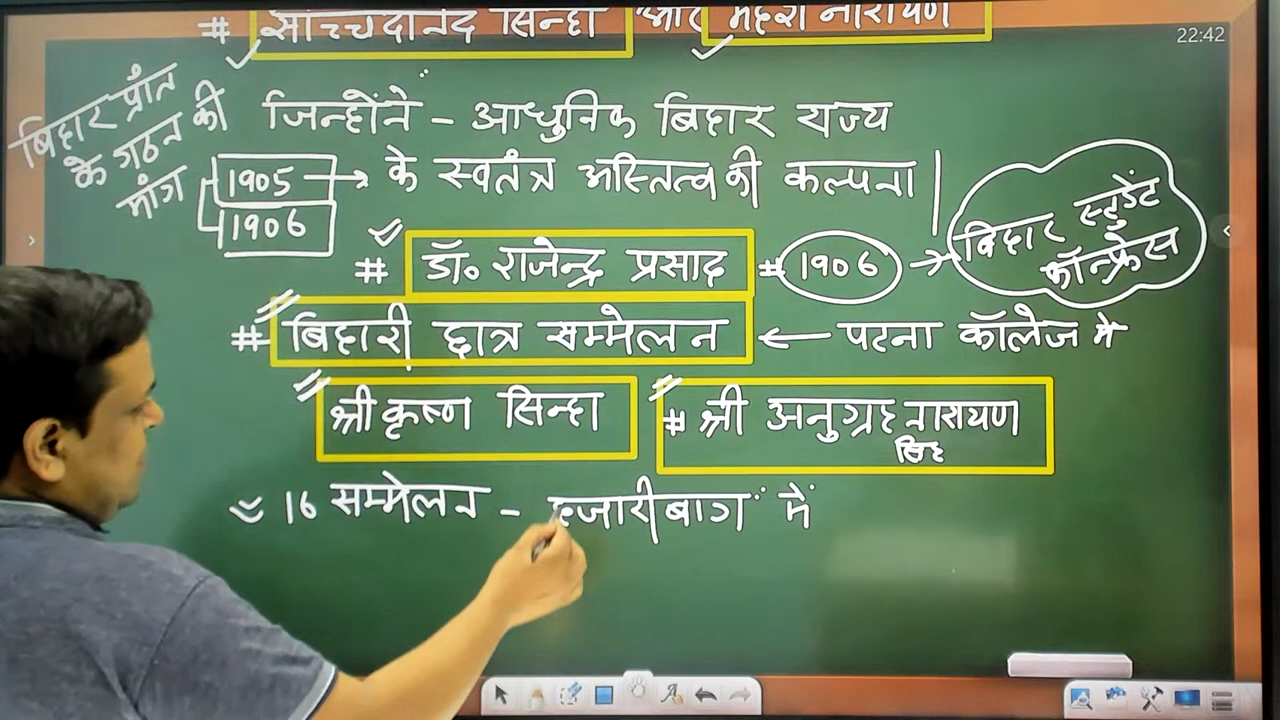 # सच्चिदानंद सिन्हा और महेश नारायण
22:42
बिहार प्रांत
के गठन की
मांग
जिन्होंने - आधुनिक बिहार राज्य
1905 → के स्वतंत्र अस्तित्व की कल्पना
1906
# डॉ० राजेन्द्र प्रसाद # 1906 →
बिहार स्टुडेंट
कॉन्फ्रेंस
# बिहारी छात्र सम्मेलन ← पटना कॉलेज मे
श्री कृष्ण सिन्हा # श्री अनुग्रह नारायण
सिंह
16 सम्मेलन - हजारीबाग में